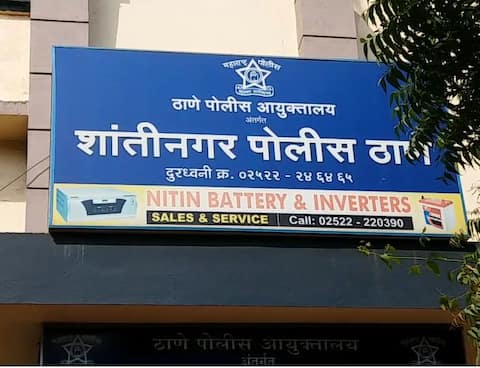 महाराष्ट्र पोलीस
ठाणे पोलीस आयुक्तालय
अंतर्गत
शांतीनगर पोलीस ठाणे
दुरध्वनी क्र. ०२५२२ - २४ ६४ ६५
NITIN BATTERY & INVERTERS
SALES & SERVICE Call: 02522 - 220390
ठाणे पोलीस आयुक्तालय
अंतर्गत